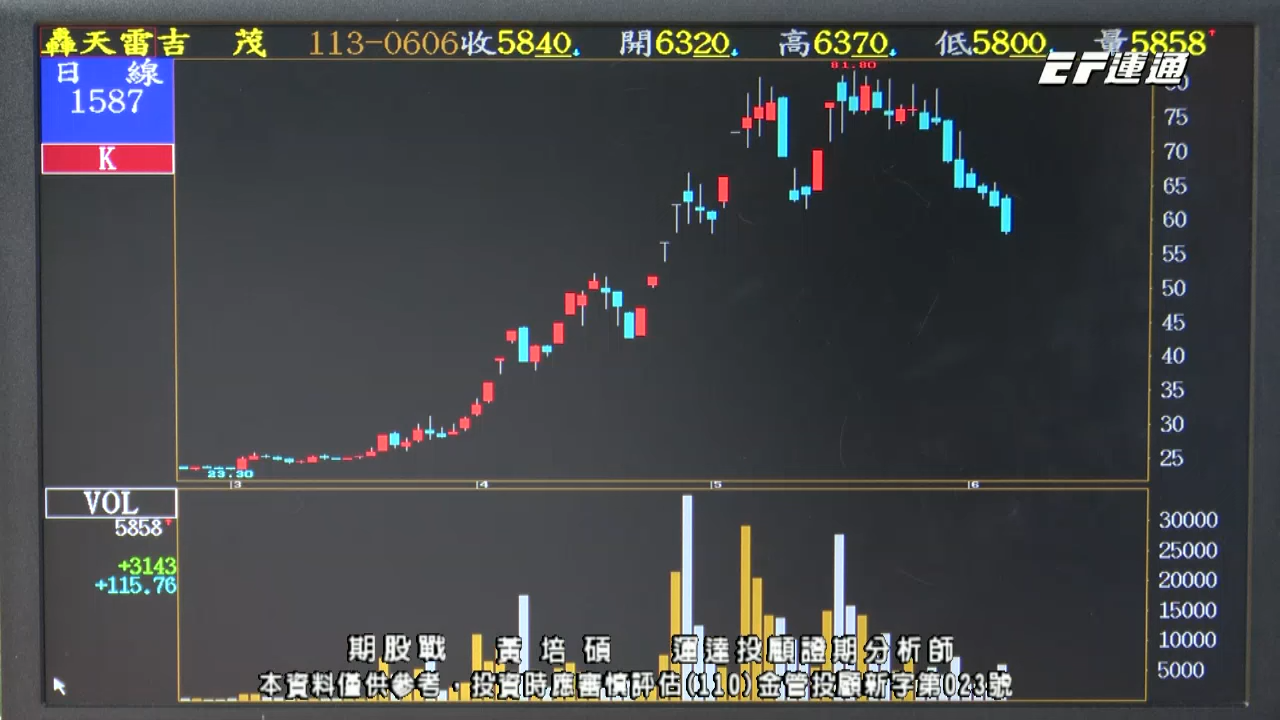 轟天雷吉 茂 113-0606收5840 開6320 高6370 低5800 量5858
EF運通
日 線
1587
K
81.80
75
70
65
60
55
50
45
40
35
30
25
23.30
3 4 5 6
VOL
5858
+3143
+115.76
30000
25000
20000
15000
10000
5000
期股戰 黃培碩 運達投顧證期分析師
本資料僅供參考，投資時應審慎評估(110)金管投顧新字第023號